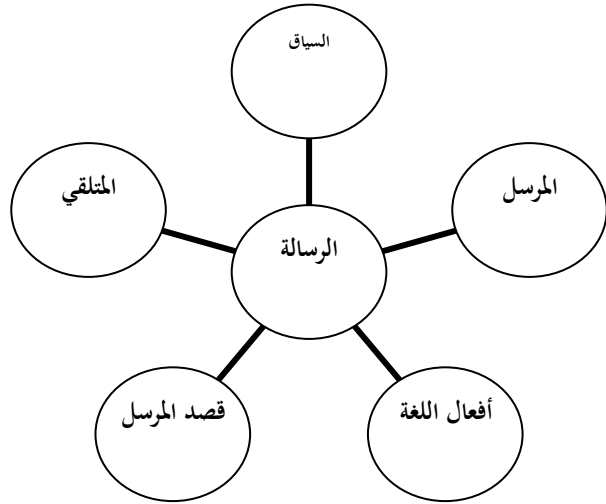 السياق
المرسل
المتلقي
الرسالة
أفعال اللغة
قصد المرسل